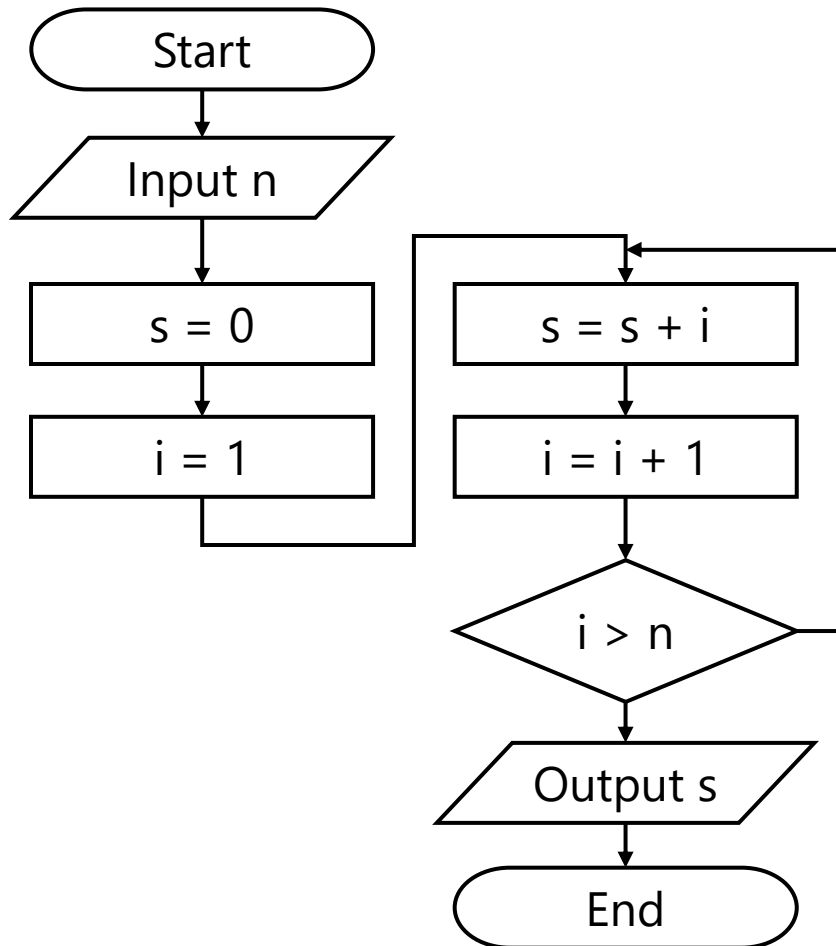 Start
Input n
s = 0
i = 1
s = s + i
i = i + 1
i > n
Output s
End